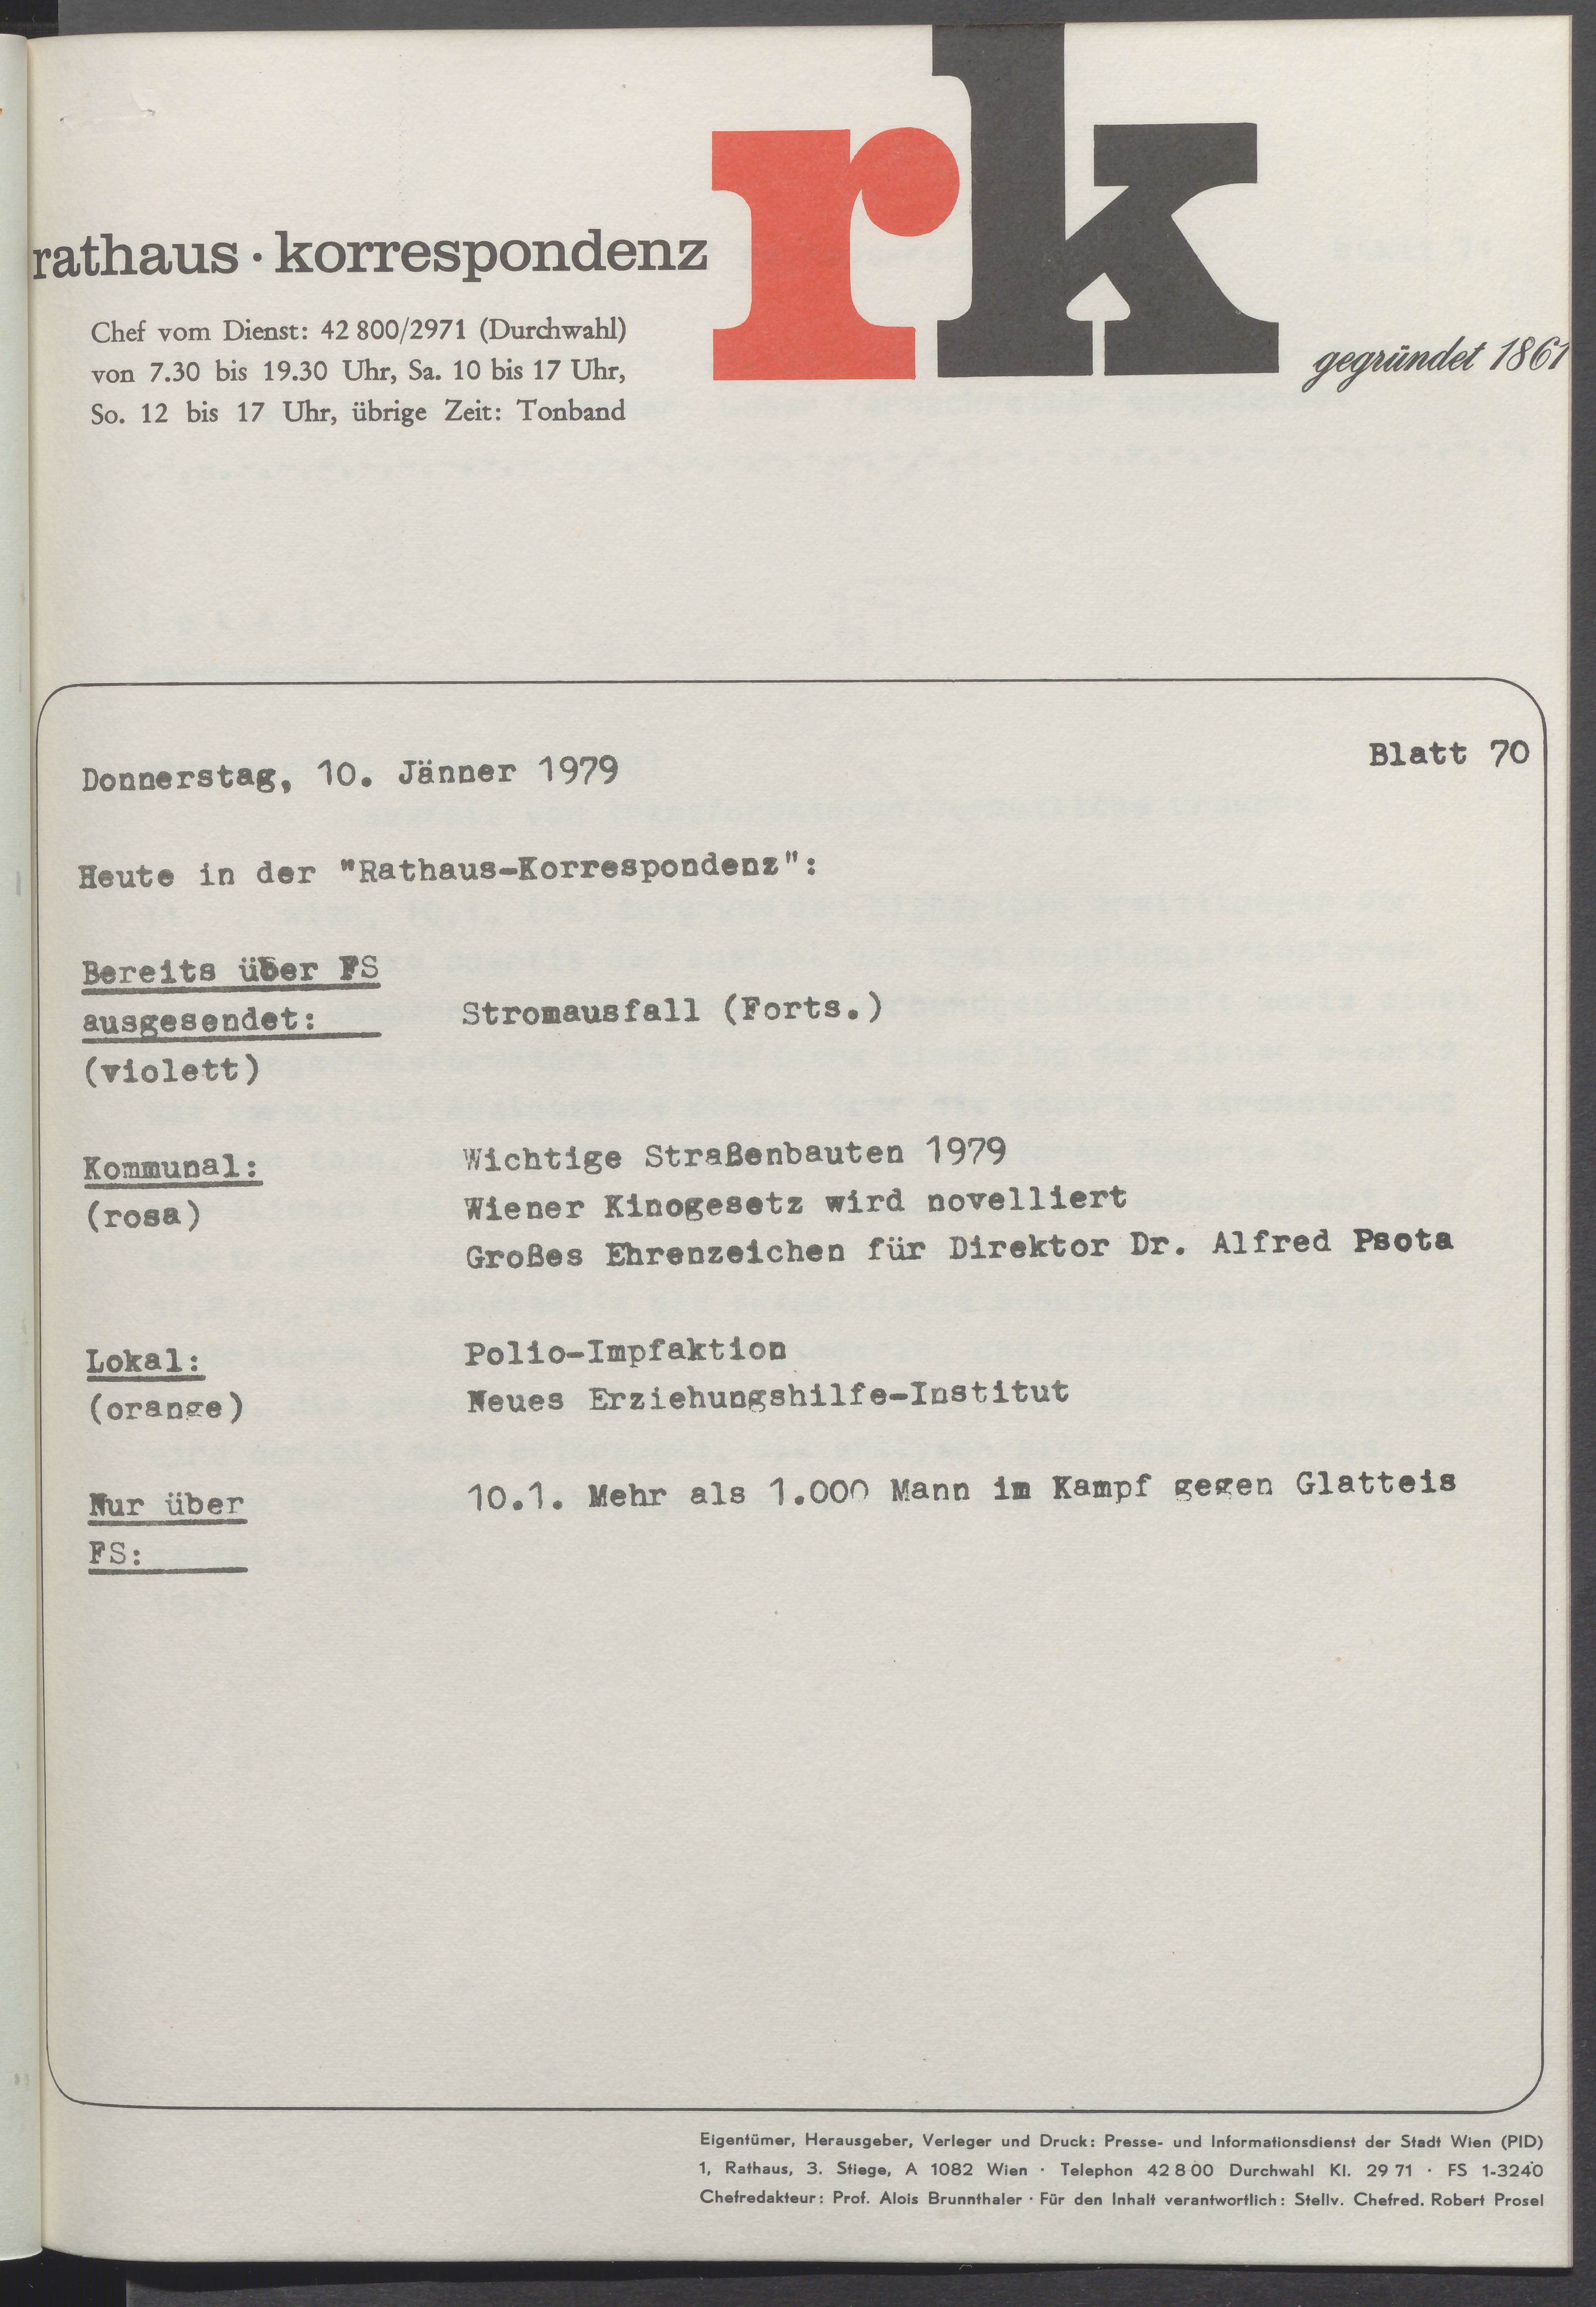 rk
rathaus · korrespondenz
gegründet 1861
Chef vom Dienst: 42 800/2971 (Durchwahl)
von 7.30 bis 19.30 Uhr, Sa. 10 bis 17 Uhr,
So. 12 bis 17 Uhr, übrige Zeit: Tonband
Donnerstag, 10. Jänner 1979
Blatt 70
Heute in der "Rathaus-Korrespondenz":
Bereits über FS
ausgesendet: Stromausfall (Forts.)
(violett)
Kommunal: Wichtige Straßenbauten 1979
(rosa) Wiener Kinogesetz wird novelliert
Großes Ehrenzeichen für Direktor Dr. Alfred Psota
Lokal: Polio-Impfaktion
(orange) Neues Erziehungshilfe-Institut
Nur über 10.1. Mehr als 1.000 Mann im Kampf gegen Glatteis
FS:
Eigentümer, Herausgeber, Verleger und Druck: Presse- und Informationsdienst der Stadt Wien (PID)
1, Rathaus, 3. Stiege, A 1082 Wien · Telephon 42 8 00 Durchwahl Kl. 29 71 · FS 1-3240
Chefredakteur: Prof. Alois Brunnthaler · Für den Inhalt verantwortlich: Stellv. Chefred. Robert Prosel